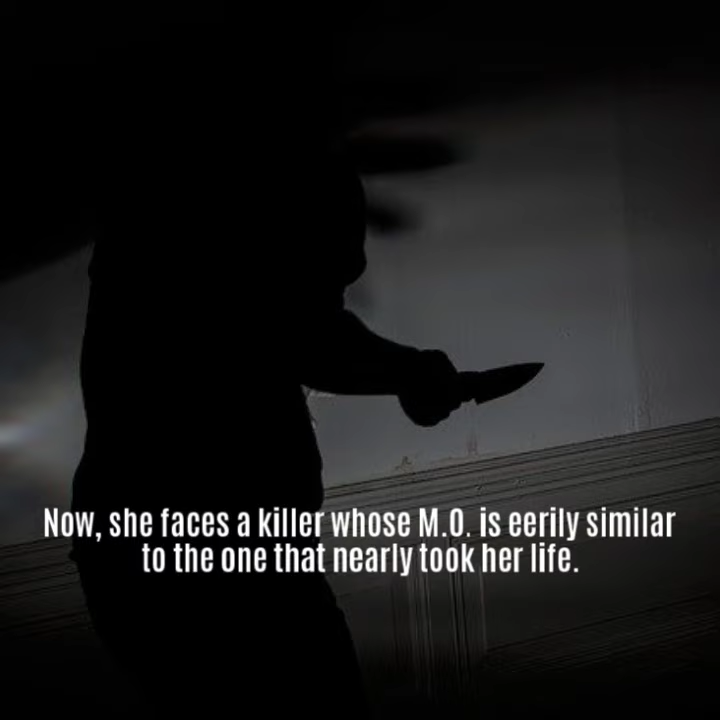 Now, she faces a killer whose M.O. is eerily similar
to the one that nearly took her life.